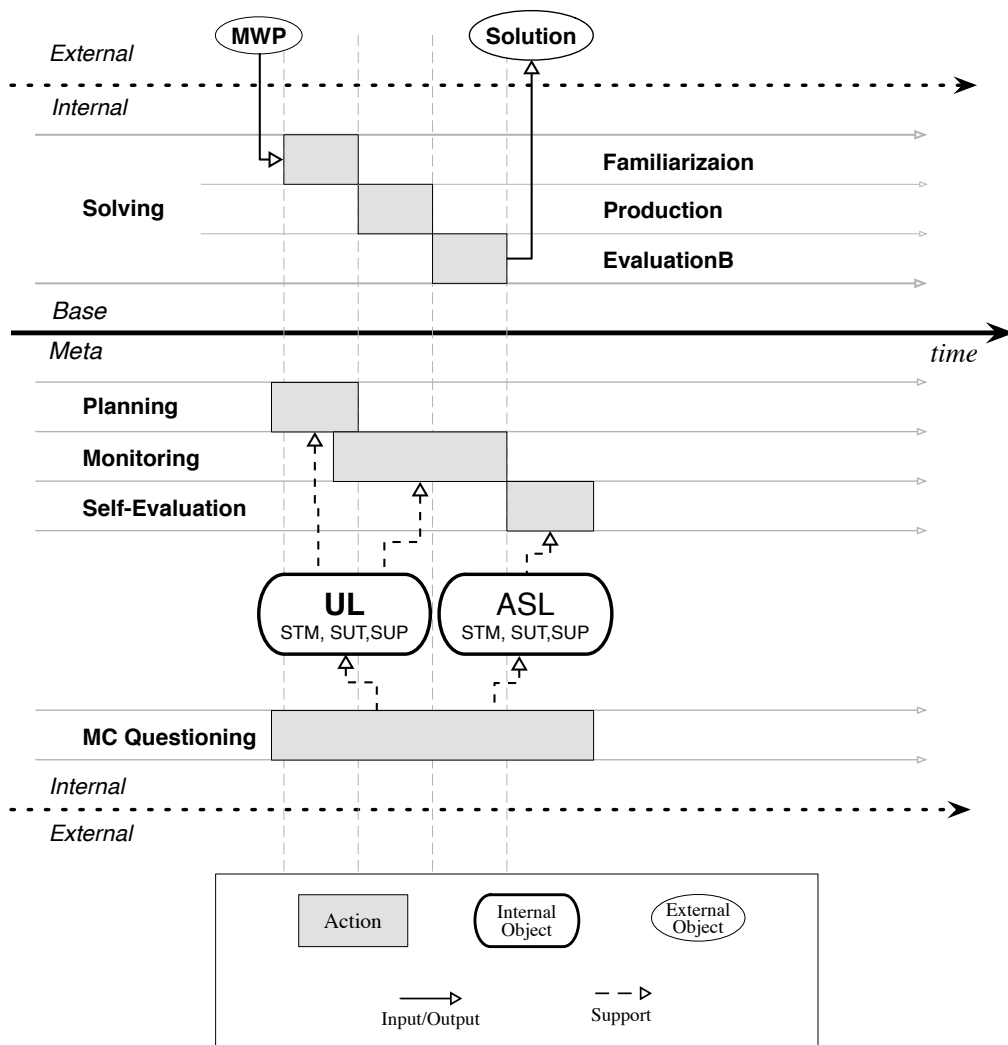 MWP
Solution
External
Internal
Familiarizaion
Solving
Production
EvaluationB
Base
Meta
time
Planning
Monitoring
Self-Evaluation
UL
STM, SUT,SUP
ASL
STM, SUT,SUP
MC Questioning
Internal
External
Action
Internal
Object
External
Object
Input/Output
Support